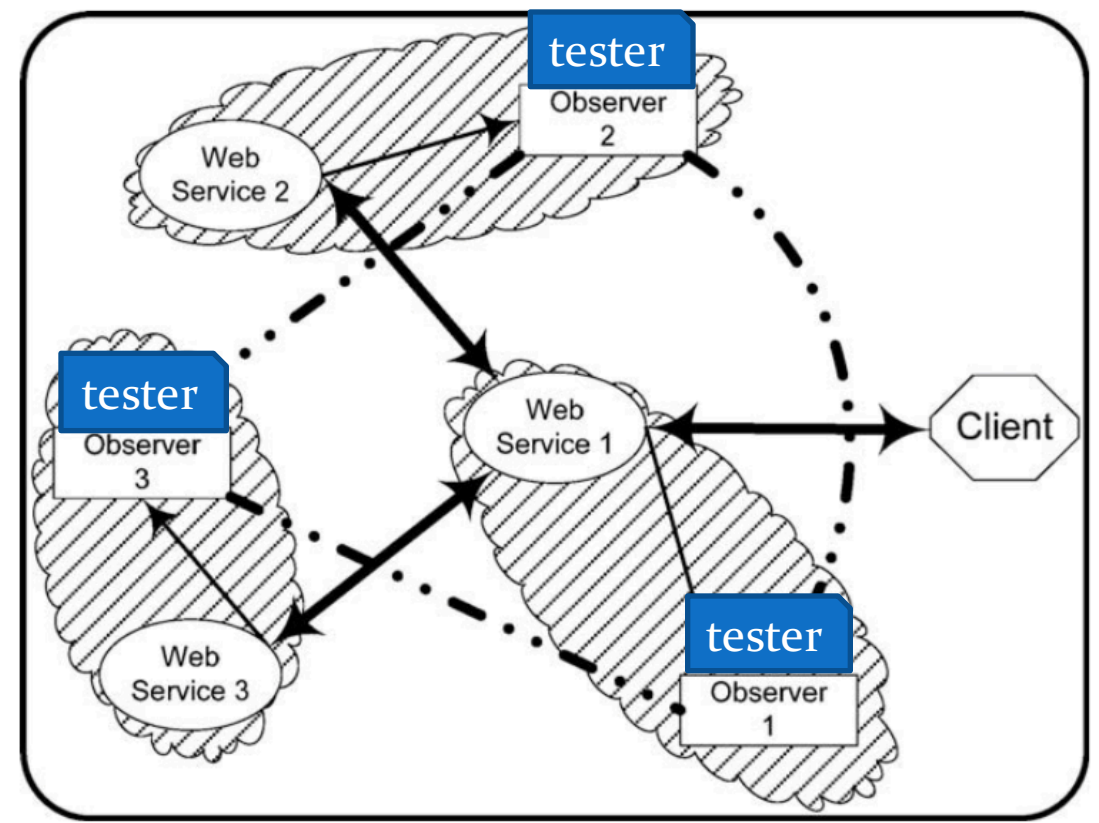 tester
Observer
2
Web
Service 2
tester
Observer
3
Web
Service 1
Client
tester
Observer
1
Web
Service 3